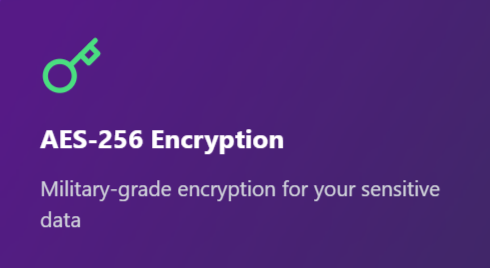 AES-256 Encryption
Military-grade encryption for your sensitive
data